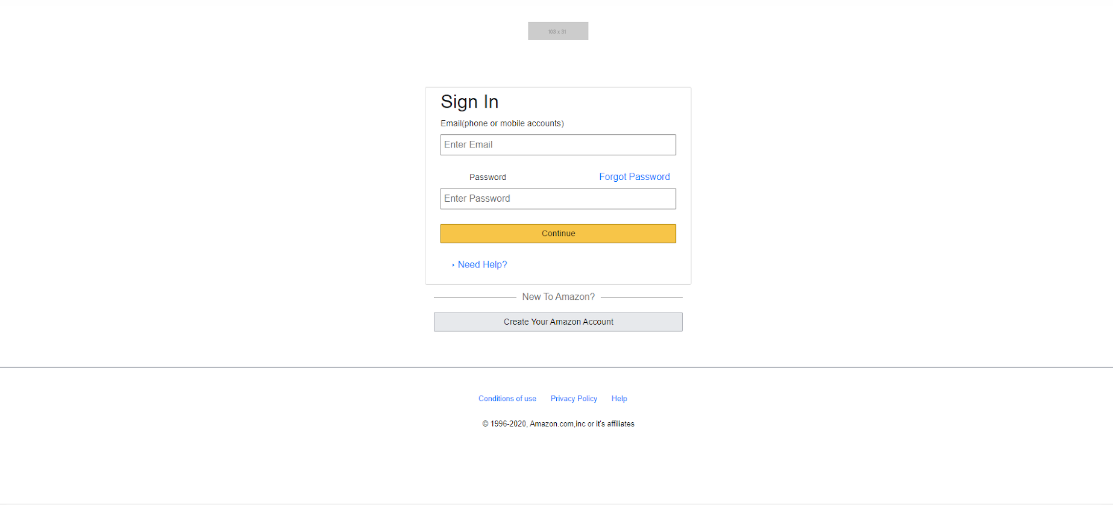 Sign In
Email(phone or mobile accounts)
Enter Email
Password Forgot Password
Enter Password
Continue
• Need Help?
New To Amazon?
Create Your Amazon Account
Conditions of use Privacy Policy Help
© 1996-2020, Amazon.com,Inc or it's affiliates